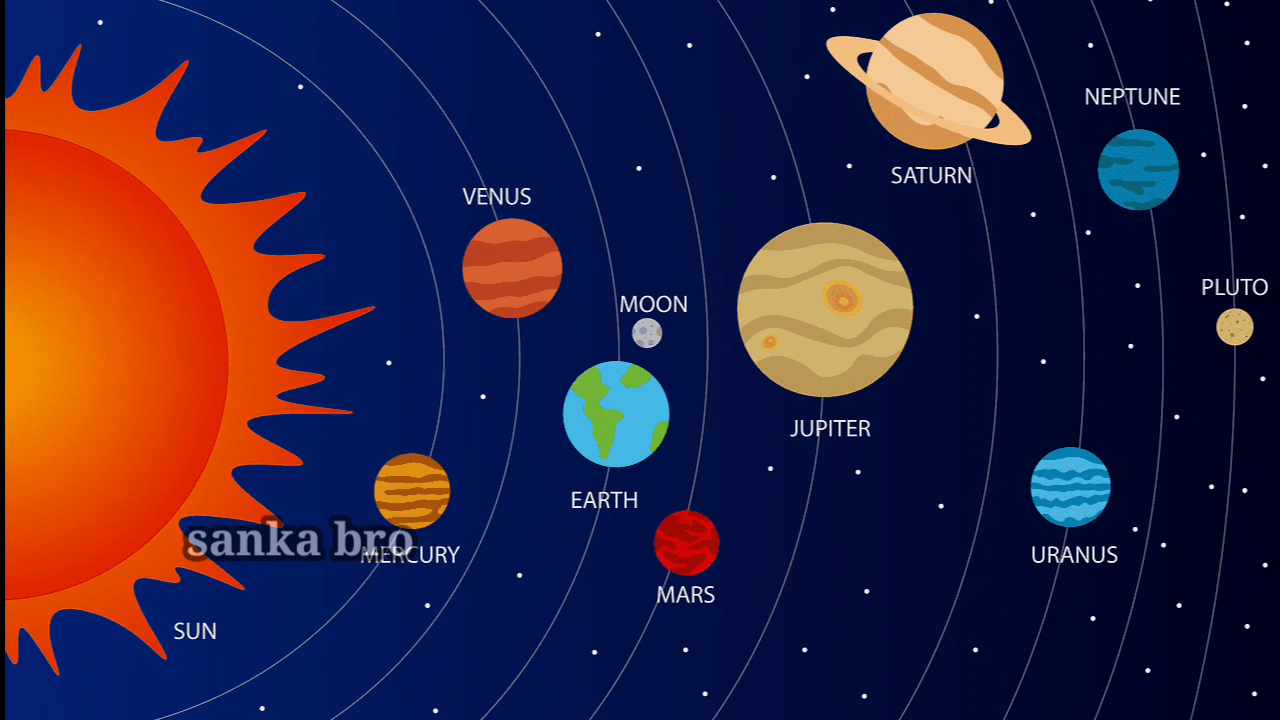 NEPTUNE
SATURN
VENUS
PLUTO
MOON
JUPITER
EARTH
sanka bro
MERCURY
URANUS
MARS
SUN